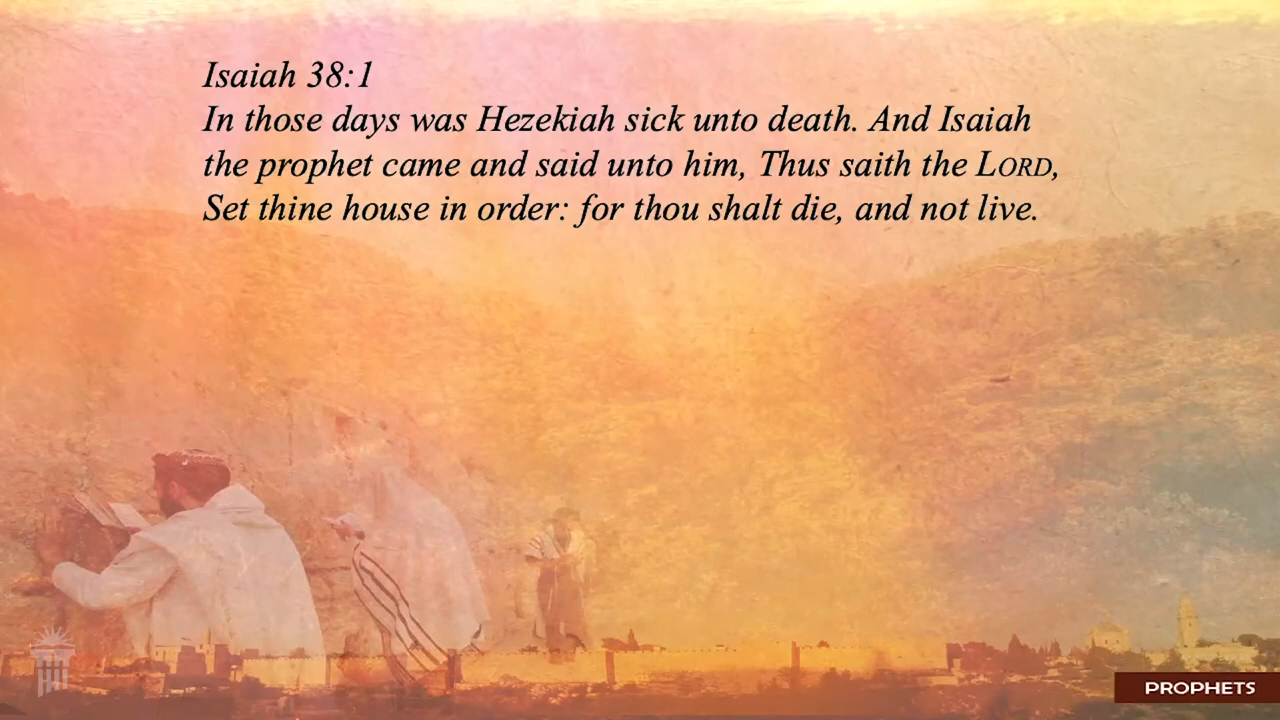 Isaiah 38:1
In those days was Hezekiah sick unto death. And Isaiah
the prophet came and said unto him, Thus saith the LORD,
Set thine house in order: for thou shalt die, and not live.
PROPHETS